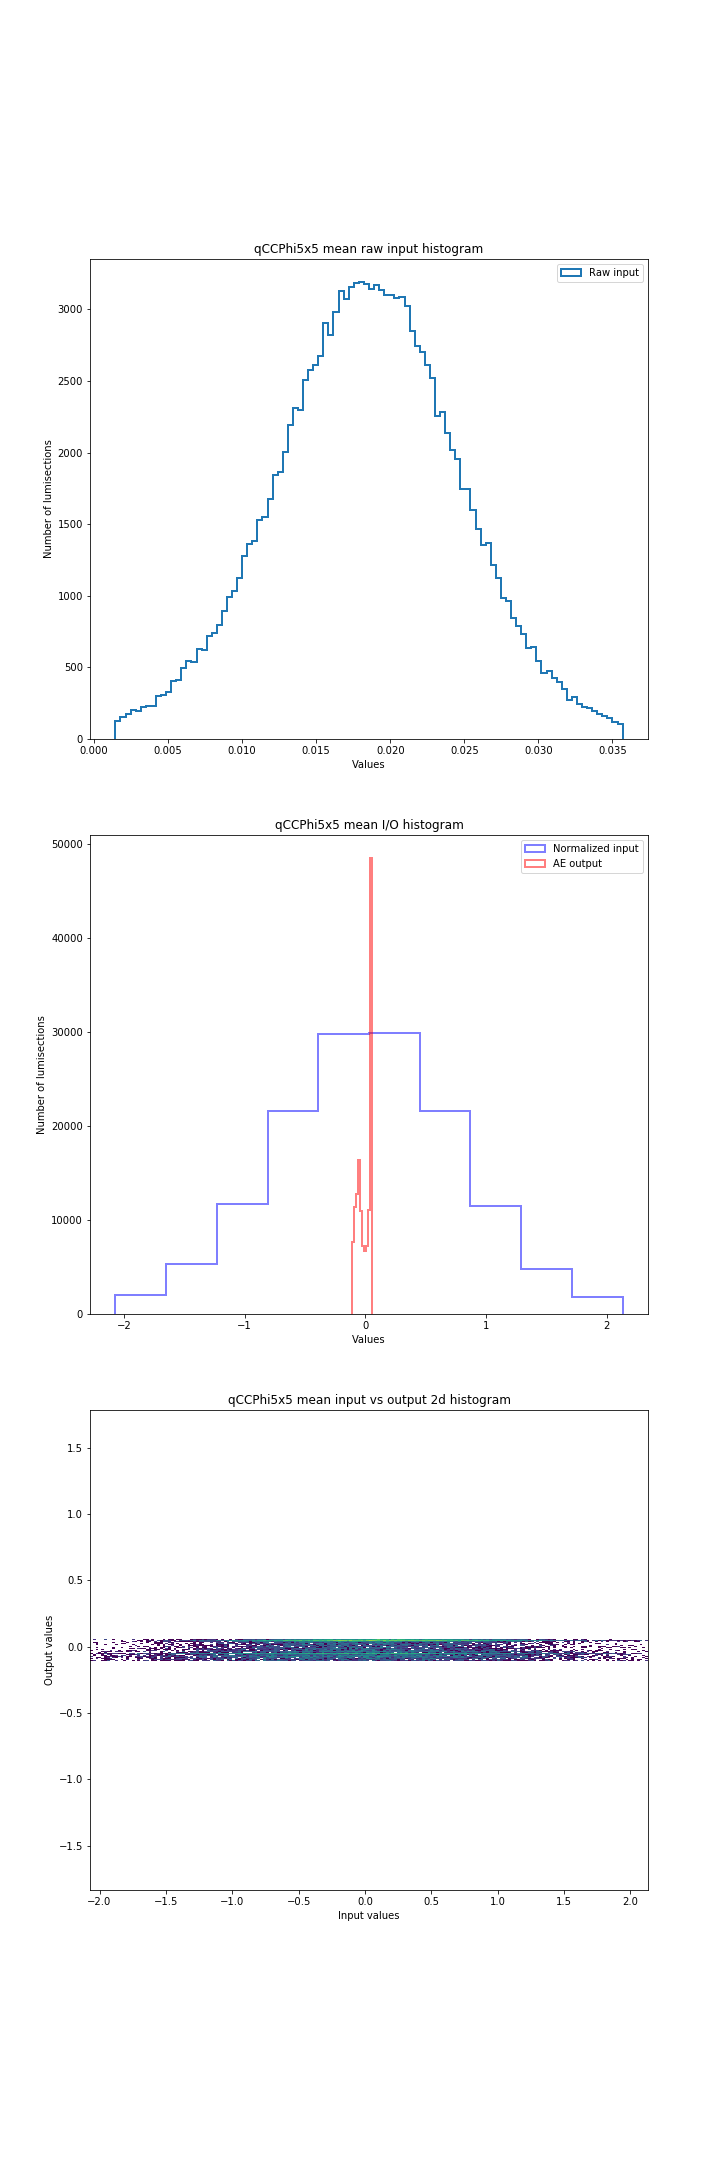 qCCPhi5x5 mean raw input histogram
Raw input
3000
2500
2000
1500
1000
500
0
Number of lumisections
0.000 0.005 0.010 0.015 0.020 0.025 0.030 0.035
Values
qCCPhi5x5 mean I/O histogram
Normalized input
AE output
50000
40000
30000
20000
10000
0
Number of lumisections
−2 −1 0 1 2
Values
qCCPhi5x5 mean input vs output 2d histogram
1.5
1.0
0.5
0.0
−0.5
−1.0
−1.5
Output values
−2.0 −1.5 −1.0 −0.5 0.0 0.5 1.0 1.5 2.0
Input values